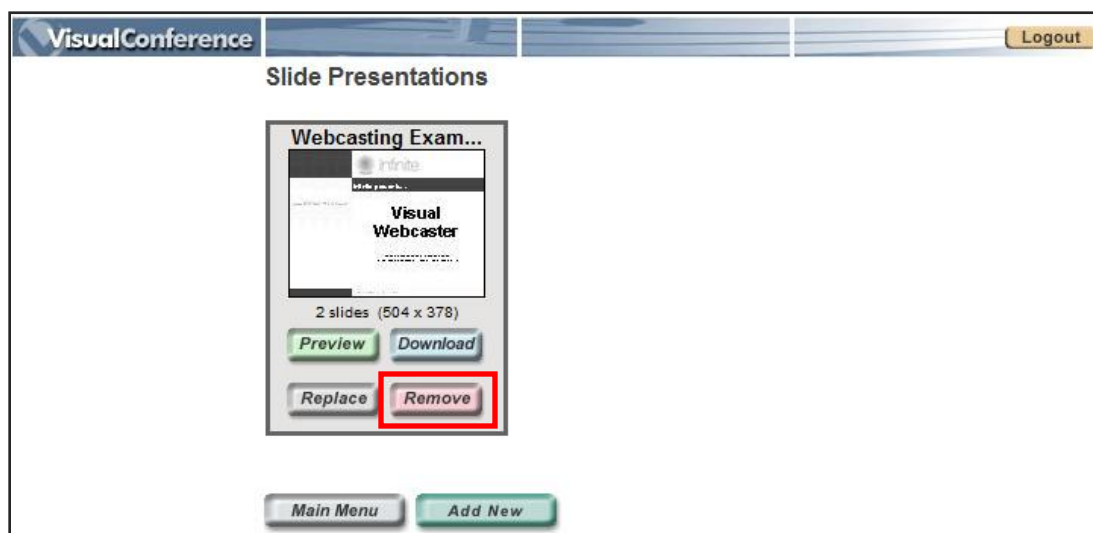 VisualConference
Logout
Slide Presentations
Webcasting Exam...
Infinite
Visual
Webcaster
2 slides (504 x 378)
Preview Download
Replace Remove
Main Menu Add New